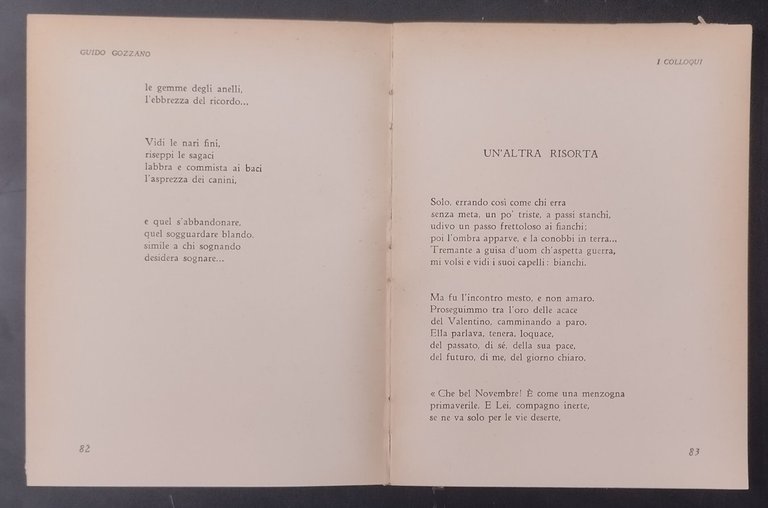 GUIDO GOZZANO
le gemme degli anelli,
l'ebbrezza del ricordo...
Vidi le nari fini,
riseppi le sagaci
labbra e commista ai baci
l'asprezza dei canini,
e quel s'abbandonare,
quel sogguardare blando,
simile a chi sognando
desidera sognare...
82
I COLLOQUI
UN'ALTRA RISORTA
Solo, errando così come chi erra
senza meta, un po' triste, a passi stanchi,
udivo un passo frettoloso ai fianchi;
poi l'ombra apparve, e la conobbi in terra...
Tremante a guisa d'uom ch'aspetta guerra,
mi volsi e vidi i suoi capelli: bianchi.
Ma fu l'incontro mesto, e non amaro.
Proseguimmo tra l'oro delle acace
del Valentino, camminando a paro.
Ella parlava, tenera, loquace,
del passato, di sé, della sua pace,
del futuro, di me, del giorno chiaro.
« Che bel Novembre! È come una menzogna
primaverile. E Lei, compagno inerte,
se ne va solo per le vie deserte,
83